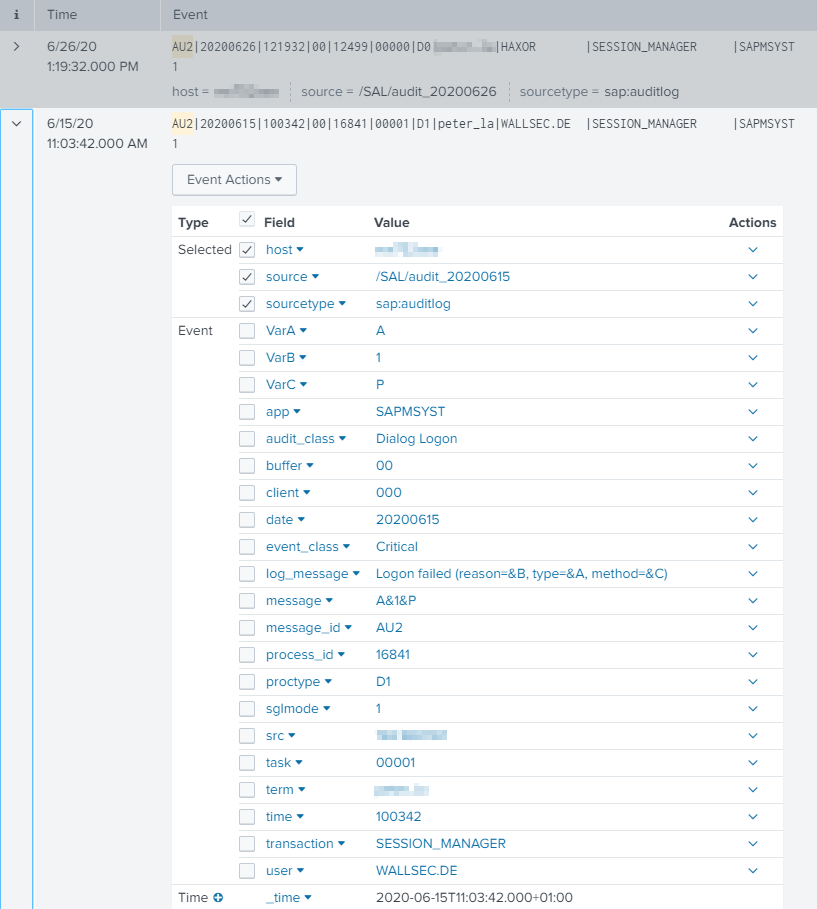 i Time Event
6/26/20 AU2|20200626|121932|00|12499|00000|D0 |HAXOR |SESSION_MANAGER |SAPMSYST
1:19:32.000 PM 1
host = source = /SAL/audit_20200626 sourcetype = sap:auditlog
6/15/20 AU2|20200615|100342|00|16841|00001|D1|peter_la|WALLSEC.DE |SESSION_MANAGER |SAPMSYST
11:03:42.000 AM 1
Event Actions
Type Field Value Actions
Selected host
source /SAL/audit_20200615
sourcetype sap:auditlog
Event VarA A
VarB 1
VarC P
app SAPMSYST
audit_class Dialog Logon
buffer 00
client 000
date 20200615
event_class Critical
log_message Logon failed (reason=&B, type=&A, method=&C)
message A&1&P
message_id AU2
process_id 16841
proctype D1
sglmode 1
src
task 00001
term
time 100342
transaction SESSION_MANAGER
user WALLSEC.DE
Time _time 2020-06-15T11:03:42.000+01:00